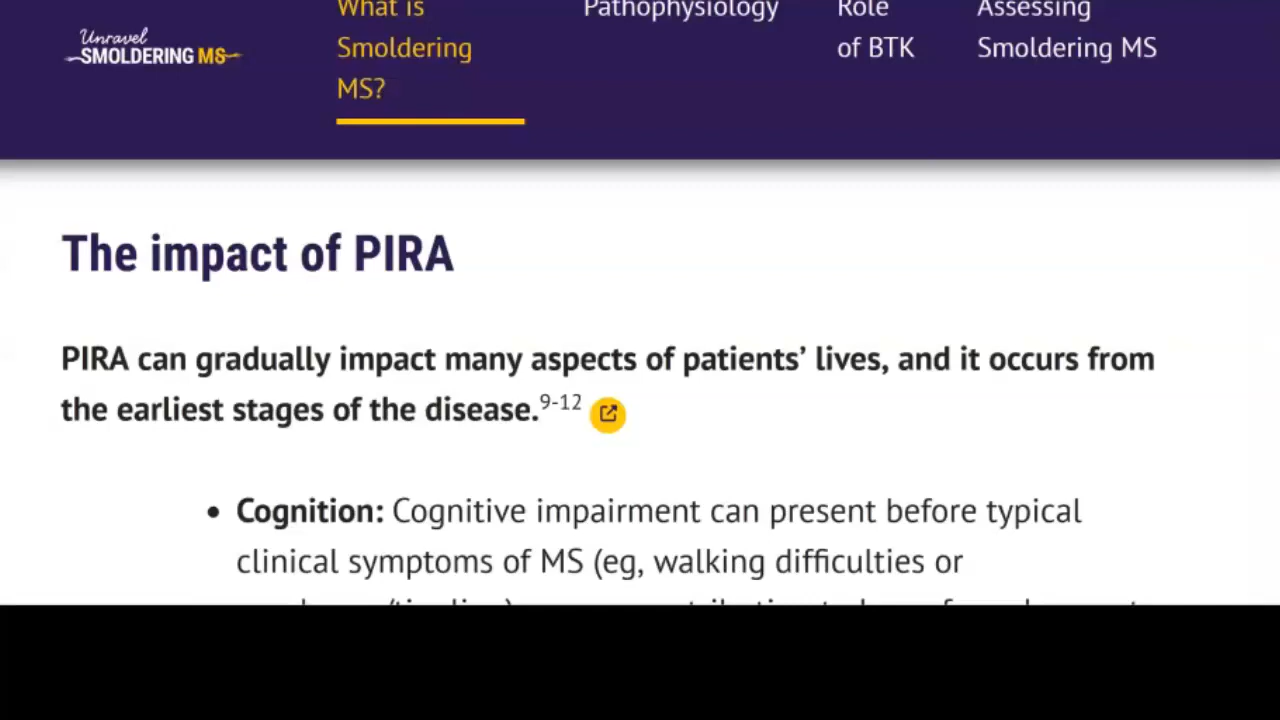 What is
Smoldering
MS?
Pathophysiology
Role
of BTK
Assessing
Smoldering MS
Unravel
SMOLDERING MS
The impact of PIRA
PIRA can gradually impact many aspects of patients’ lives, and it occurs from
the earliest stages of the disease.9-12
• Cognition: Cognitive impairment can present before typical
clinical symptoms of MS (eg, walking difficulties or